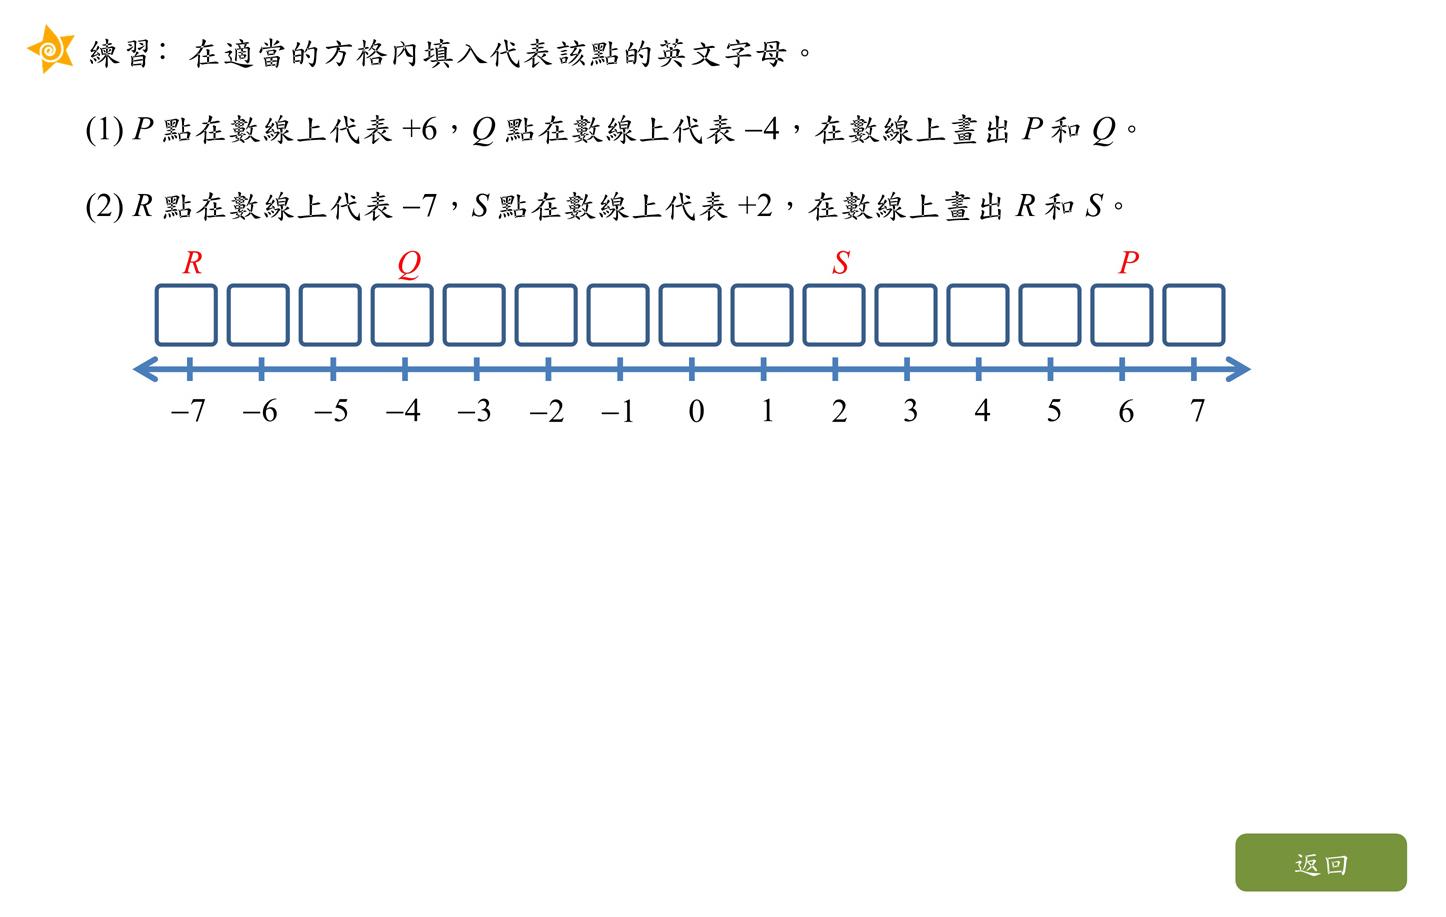 練習： 在適當的方格內填入代表該點的英文字母。
(1) P 點在數線上代表 +6，Q 點在數線上代表 –4，在數線上畫出 P 和 Q。
(2) R 點在數線上代表 –7，S 點在數線上代表 +2，在數線上畫出 R 和 S。
R Q S P
–7 –6 –5 –4 –3 –2 –1 0 1 2 3 4 5 6 7
返回